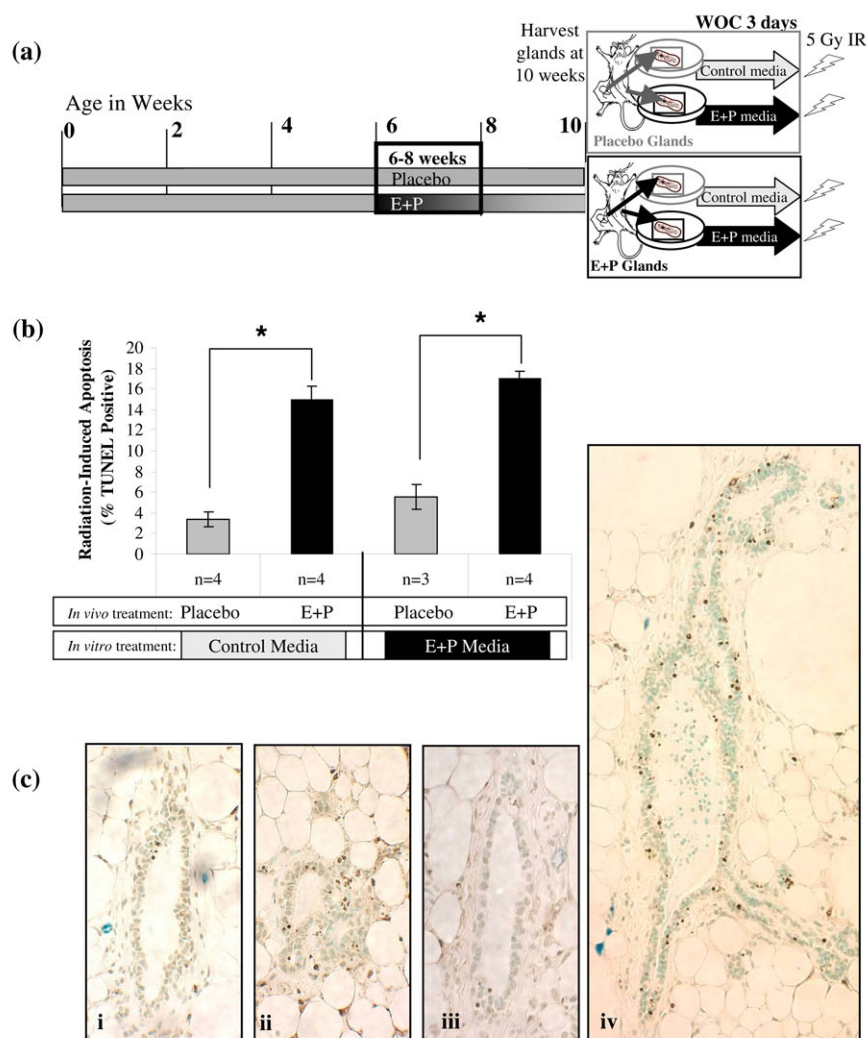 (a)
Harvest
glands at
10 weeks
WOC 3 days
5 Gy IR
Control media
E+P media
Placebo Glands
Control media
E+P media
E+P Glands
Age in Weeks
0 2 4 6 8 10
6-8 weeks
Placebo
E+P
(b)
Radiation-Induced Apoptosis
(% TUNEL Positive)
20
18
16
14
12
10
8
6
4
2
0
* *
n=4 n=4 n=3 n=4
In vivo treatment: Placebo E+P Placebo E+P
In vitro treatment: Control Media E+P Media
(c)
i ii iii iv